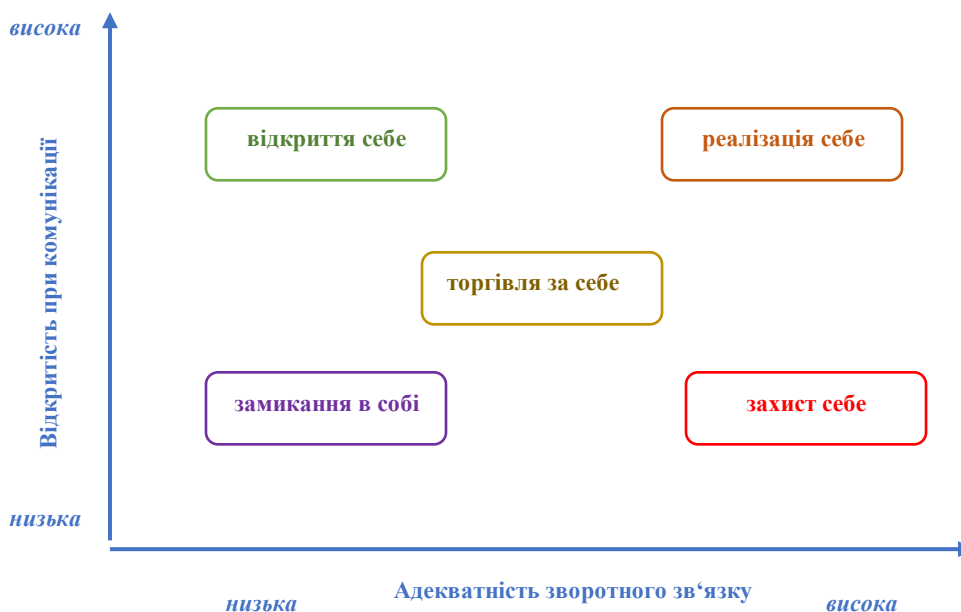 висока
відкриття себе
реалізація себе
Відкритість при комунікації
торгівля за себе
замикання в собі
захист себе
низька
Адекватність зворотного зв‘язку
низька
висока